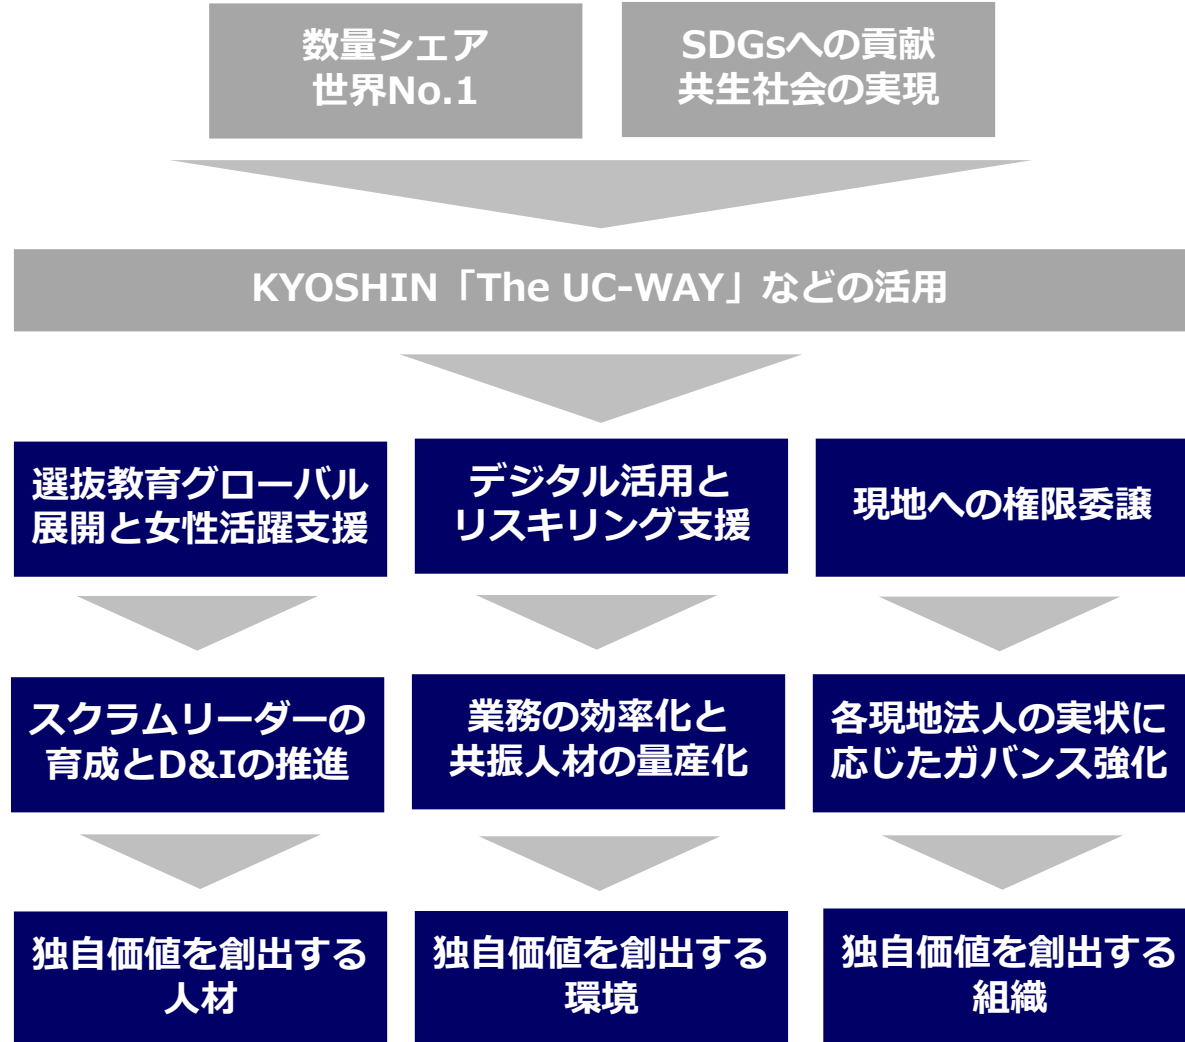 数量シェア
世界No.1
SDGsへの貢献
共生社会の実現
KYOSHIN「The UC-WAY」などの活用
選抜教育グローバル
展開と女性活躍支援
デジタル活用と
リスキリング支援
現地への権限委譲
スクラムリーダーの
育成とD&Iの推進
業務の効率化と
共振人材の量産化
各現地法人の実状に
応じたガバンス強化
独自価値を創出する
人材
独自価値を創出する
環境
独自価値を創出する
組織